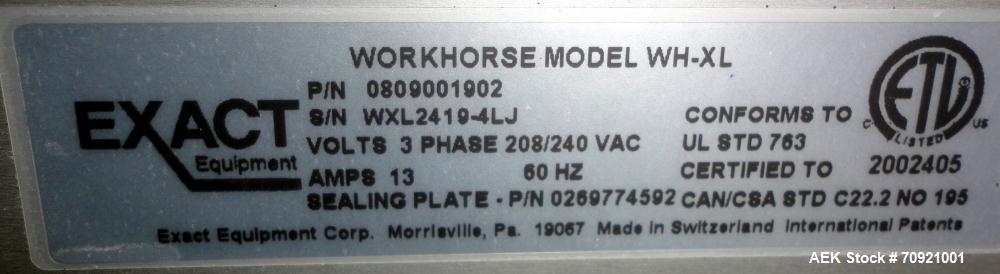 WORKHORSE MODEL WH-XL
EXACT
Equipment
P/N 0809001902
S/N WXL2419-4LJ
VOLTS 3 PHASE 208/240 VAC
AMPS 13 60 HZ
SEALING PLATE - P/N 0269774592
CONFORMS TO
UL STD 763
CERTIFIED TO
CAN/CSA STD C22.2 NO 195
ETL
C US
LISTED
2002405
Exact Equipment Corp. Morrisville, Pa. 19067 Made in Switzerland International Patents
AEK Stock # 70921001